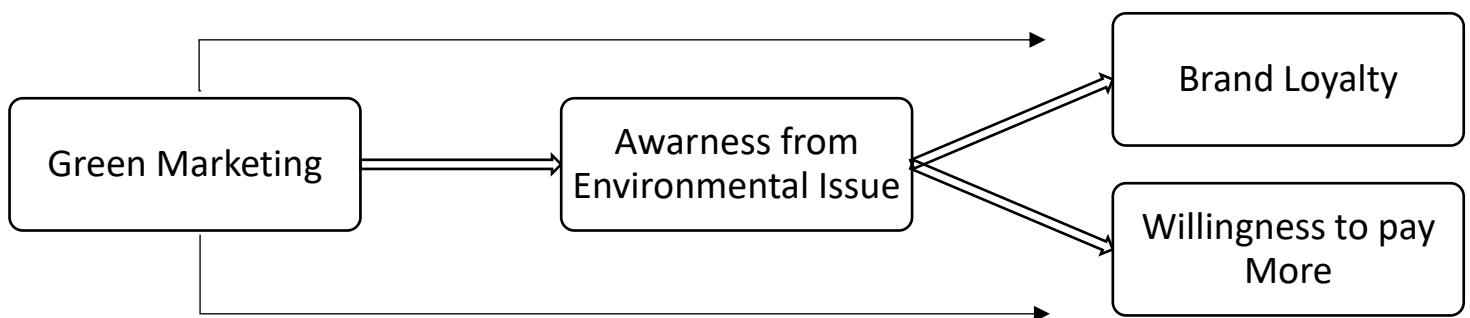 Green Marketing
Awarness from
Environmental Issue
Brand Loyalty
Willingness to pay
More